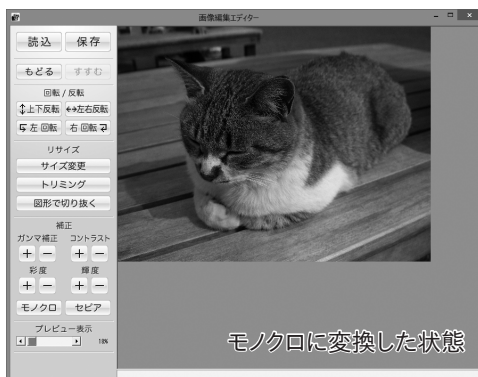 画像編集エディター
読込 保存
もどる すすむ
回転 / 反転
上下反転 左右反転
左回転 右回転
リサイズ
サイズ変更
トリミング
図形で切り抜く
補正
ガンマ補正 コントラスト
+ − + −
彩度 輝度
+ − + −
モノクロ セピア
プレビュー表示
18%
モノクロに変換した状態